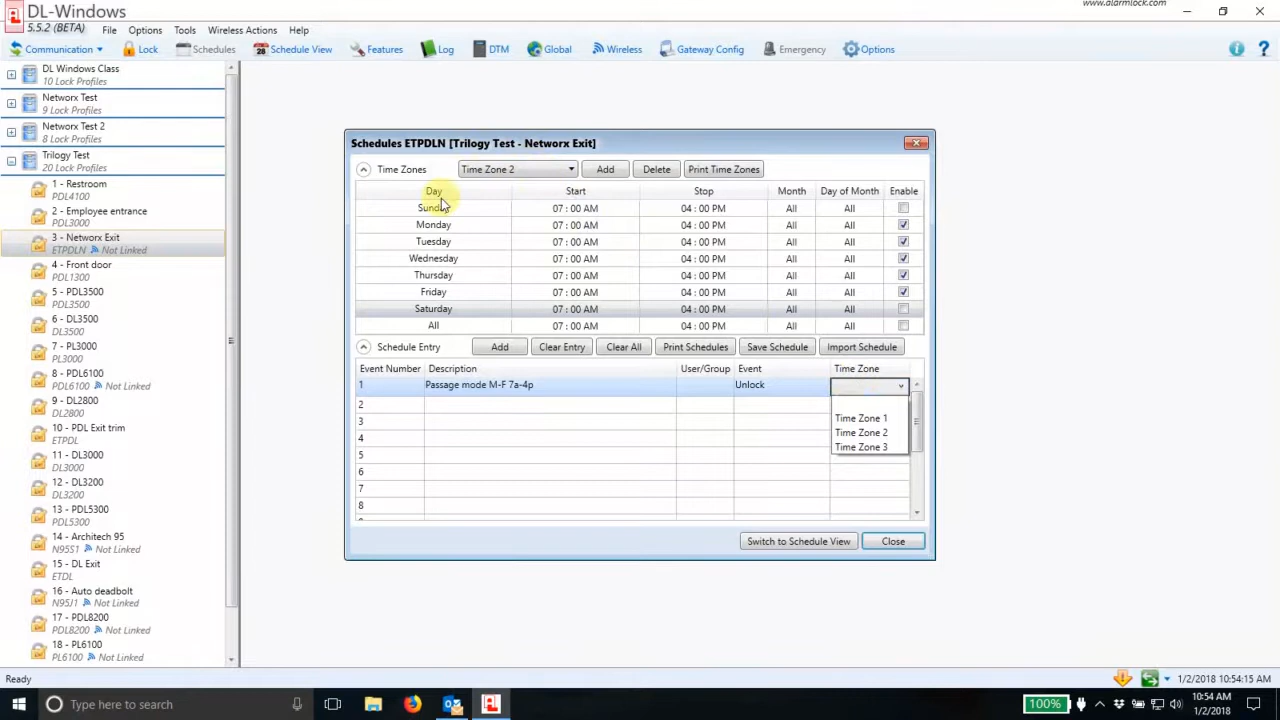 DL-Windows
www.alarmlock.com
5.5.2 (BETA)
File Options Tools Wireless Actions Help
Communication Lock Schedules 28 Schedule View Features Log DTM Global Wireless Gateway Config Emergency Options
DL Windows Class
10 Lock Profiles
Networx Test
9 Lock Profiles
Networx Test 2
8 Lock Profiles
Trilogy Test
20 Lock Profiles
1 - Restroom
PDL4100
2 - Employee entrance
PDL3000
3 - Networx Exit
ETPDLN Not Linked
4 - Front door
PDL1300
5 - PDL3500
PDL3500
6 - DL3500
DL3500
7 - PL3000
PL3000
8 - PDL6100
PDL6100 Not Linked
9 - DL2800
DL2800
10 - PDL Exit trim
ETPDL
11 - DL3000
DL3000
12 - DL3200
DL3200
13 - PDL5300
PDL5300
14 - Architech 95
N95S1 Not Linked
15 - DL Exit
ETDL
16 - Auto deadbolt
N95J1 Not Linked
17 - PDL8200
PDL8200 Not Linked
18 - PL6100
PL6100 Not Linked
Schedules ETPDLN [Trilogy Test - Networx Exit]
Time Zones Time Zone 2 Add Delete Print Time Zones
Day Start Stop Month Day of Month Enable
Sunday 07 : 00 AM 04 : 00 PM All All
Monday 07 : 00 AM 04 : 00 PM All All
Tuesday 07 : 00 AM 04 : 00 PM All All
Wednesday 07 : 00 AM 04 : 00 PM All All
Thursday 07 : 00 AM 04 : 00 PM All All
Friday 07 : 00 AM 04 : 00 PM All All
Saturday 07 : 00 AM 04 : 00 PM All All
All 07 : 00 AM 04 : 00 PM All All
Schedule Entry Add Clear Entry Clear All Print Schedules Save Schedule Import Schedule
Event Number Description User/Group Event Time Zone
1 Passage mode M-F 7a-4p Unlock
2
3 Time Zone 1
4 Time Zone 2
5 Time Zone 3
6
7
8
Switch to Schedule View Close
Ready 1/2/2018 10:54:15 AM
Type here to search 100% 10:54 AM
1/2/2018